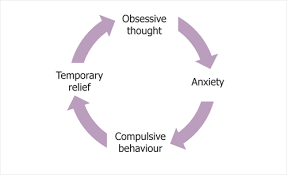 Obsessive
thought
Anxiety
Compulsive
behaviour
Temporary
relief